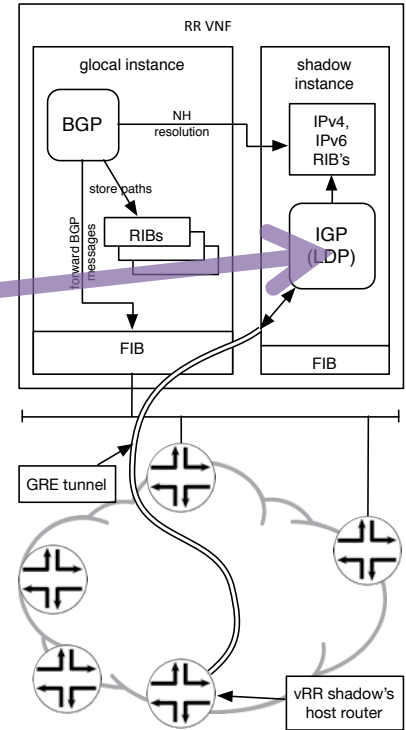 RR VNF
glocal instance
shadow
instance
BGP
NH
resolution
IPv4,
IPv6
RIB's
store paths
RIBs
forward BGP
messages
IGP
(LDP)
FIB
FIB
GRE tunnel
vRR shadow's
host router